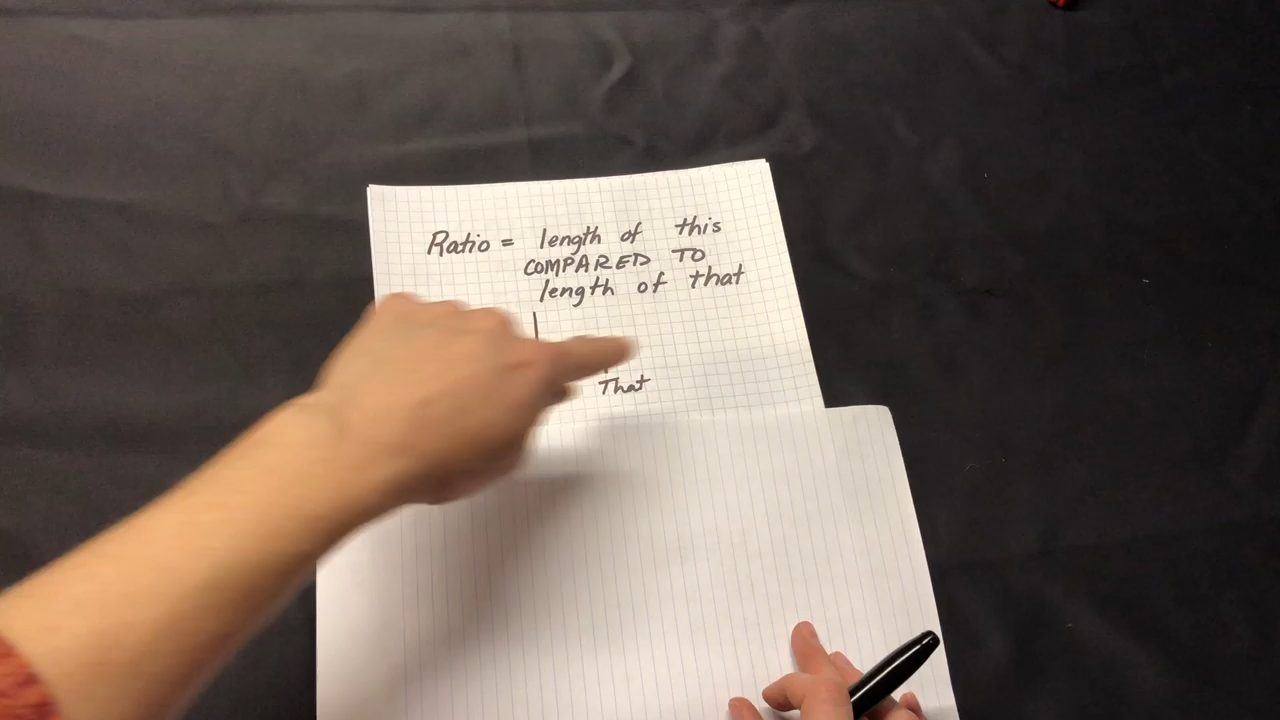 Ratio = length of this
COMPARED TO
length of that
That